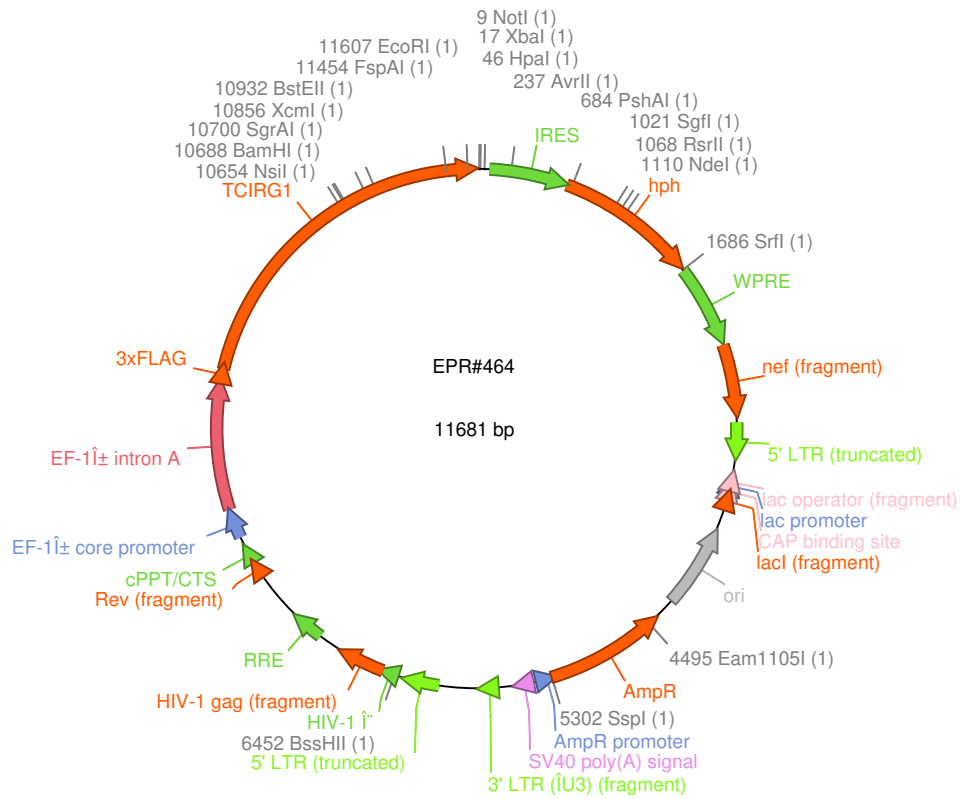 9 NotI (1)
17 XbaI (1)
46 HpaI (1)
237 AvrII (1)
684 PshAI (1)
1021 SgfI (1)
1068 RsrII (1)
1110 NdeI (1)
IRES
hph
1686 SrfI (1)
WPRE
nef (fragment)
5' LTR (truncated)
lac operator (fragment)
lac promoter
CAP binding site
lacI (fragment)
ori
4495 Eam1105I (1)
AmpR
5302 SspI (1)
AmpR promoter
SV40 poly(A) signal
3' LTR (ÎU3) (fragment)
5' LTR (truncated)
6452 BssHII (1)
HIV-1 Î¨
HIV-1 gag (fragment)
RRE
Rev (fragment)
cPPT/CTS
EF-1Î± core promoter
EF-1Î± intron A
3xFLAG
TCIRG1
10654 NsiI (1)
10688 BamHI (1)
10700 SgrAI (1)
10856 XcmI (1)
10932 BstEII (1)
11454 FspAI (1)
11607 EcoRI (1)
EPR#464
11681 bp